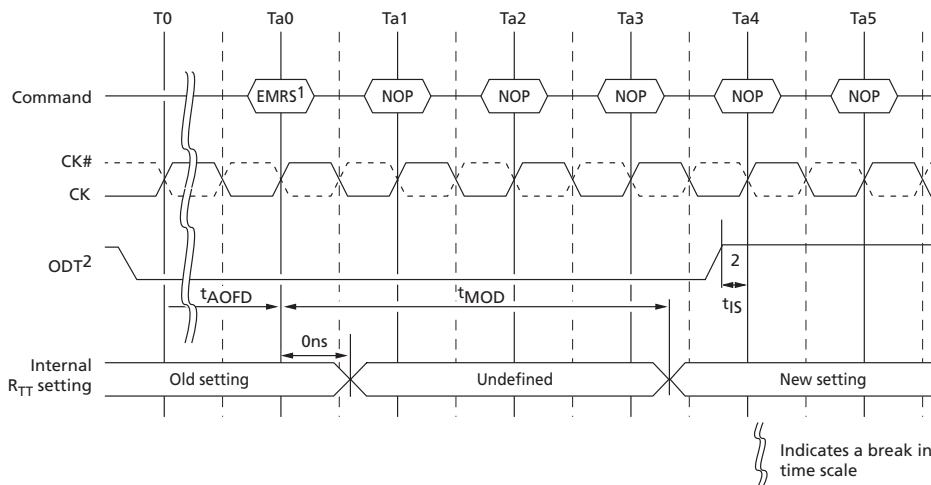 T0 Ta0 Ta1 Ta2 Ta3 Ta4 Ta5
Command EMRS1 NOP NOP NOP NOP NOP
CK#
CK
ODT2 2
tAOFD tMOD tIS
0ns
Internal
RTT setting Old setting Undefined New setting
Indicates a break in
time scale